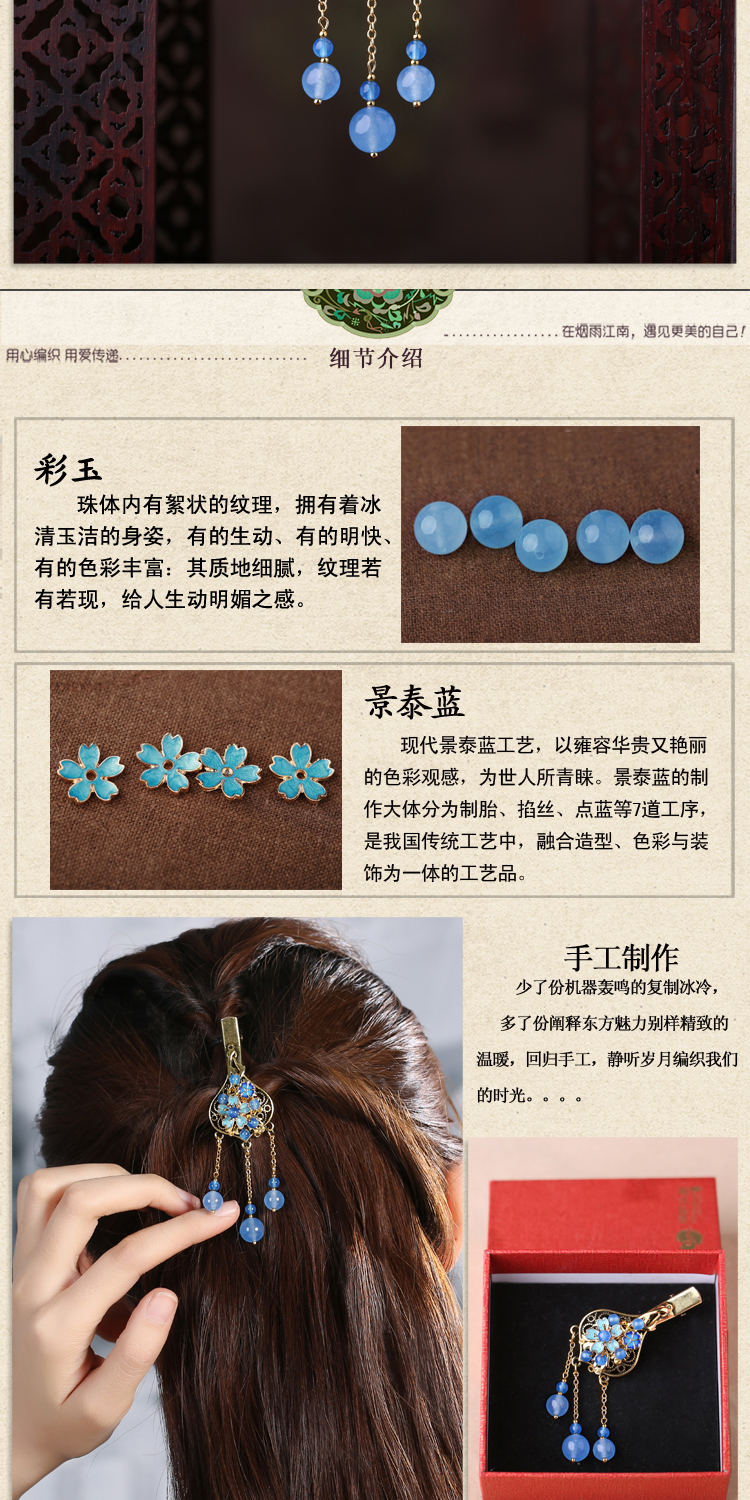 在烟雨江南，遇见更美的自己！
用心编织 用爱传递
细节介绍
彩玉
珠体内有絮状的纹理，拥有着冰
清玉洁的身姿，有的生动、有的明快、
有的色彩丰富：其质地细腻，纹理若
有若现，给人生动明媚之感。
景泰蓝
现代景泰蓝工艺，以雍容华贵又艳丽
的色彩观感，为世人所青睐。景泰蓝的制
作大体分为制胎、掐丝、点蓝等7道工序，
是我国传统工艺中，融合造型、色彩与装
饰为一体的工艺品。
手工制作
少了份机器轰鸣的复制冰冷，
多了份阐释东方魅力别样精致的
温暖，回归手工，静听岁月编织我们
的时光。。。。